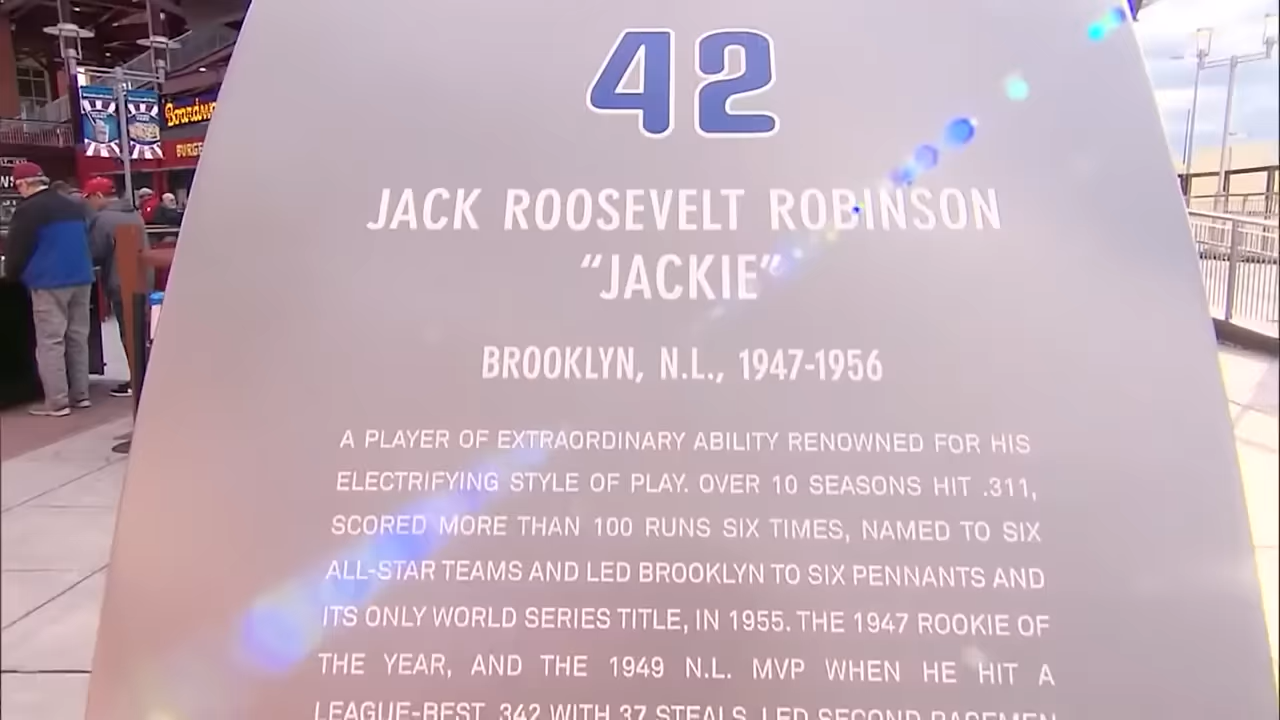 42
JACK ROOSEVELT ROBINSON
“JACKIE”
BROOKLYN, N.L., 1947-1956
A PLAYER OF EXTRAORDINARY ABILITY RENOWNED FOR HIS
ELECTRIFYING STYLE OF PLAY. OVER 10 SEASONS HIT .311,
SCORED MORE THAN 100 RUNS SIX TIMES, NAMED TO SIX
ALL-STAR TEAMS AND LED BROOKLYN TO SIX PENNANTS AND
ITS ONLY WORLD SERIES TITLE, IN 1955. THE 1947 ROOKIE OF
THE YEAR, AND THE 1949 N.L. MVP WHEN HE HIT A
LEAGUE-BEST .342 WITH 37 STEALS. LED SECOND BASEMEN